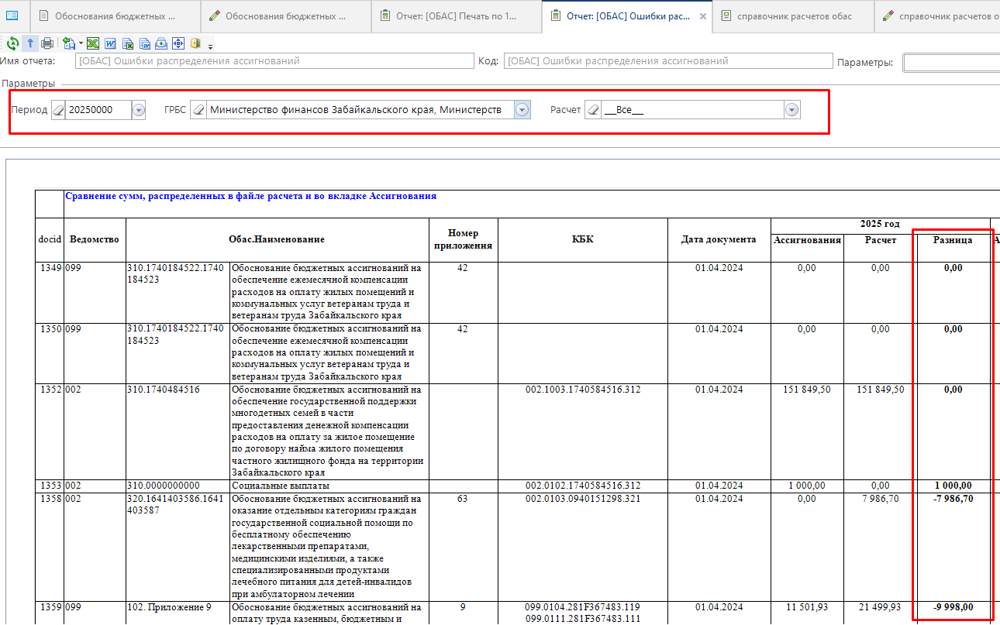 Обоснования бюджетных ...
Обоснования бюджетных ...
Отчет: [ОБАС] Печать по 1...
Отчет: [ОБАС] Ошибки рас...
справочник расчетов обас
справочник расчетов о
Имя отчета: [ОБАС] Ошибки распределения ассигнований Код: [ОБАС] Ошибки распределения ассигнований Параметры:
Параметры
Период 20250000 ГРБС Министерство финансов Забайкальского края, Министерств Расчет __Все__
Сравнение сумм, распределенных в файле расчета и во вкладке Ассигнования
docid Ведомство Обас.Наименование Номер приложения КБК Дата документа 2025 год
Ассигнования Расчет Разница А
1349 099 310.1740184522.1740 Обоснование бюджетных ассигнований на 42 01.04.2024 0,00 0,00 0,00
184523 обеспечение ежемесячной компенсации
расходов на оплату жилых помещений и
коммунальных услуг ветеранам труда и
ветеранам труда Забайкальского края
1350 099 310.1740184522.1740 Обоснование бюджетных ассигнований на 42 01.04.2024 0,00 0,00 0,00
184523 обеспечение ежемесячной компенсации
расходов на оплату жилых помещений и
коммунальных услуг ветеранам труда и
ветеранам труда Забайкальского края
1352 002 310.1740484516 Обоснование бюджетных ассигнований на 002.1003.1740584516.312 01.04.2024 151 849,50 151 849,50 0,00
обеспечение государственной поддержки
многодетных семей в части
предоставления денежной компенсации
расходов на оплату за жилое помещение
по договору найма жилого помещения
частного жилищного фонда на территории
Забайкальского края
1353 002 310.0000000000 Социальные выплаты 002.0102.1740584516.312 01.04.2024 1 000,00 0,00 1 000,00
1358 002 320.1641403586.1641 Обоснование бюджетных ассигнований на 63 002.0103.0940151298.321 01.04.2024 0,00 7 986,70 -7 986,70
403587 оказание отдельным категориям граждан
государственной социальной помощи по
бесплатному обеспечению
лекарственными препаратами,
медицинскими изделиями, а также
специализированными продуктами
лечебного питания для детей-инвалидов
при амбулаторном лечении
1359 099 102. Приложение 9 Обоснование бюджетных ассигнований на 9 099.0104.281F367483.119 01.04.2024 11 501,93 21 499,93 -9 998,00
оплату труда казенным, бюджетным и 099.0111.281F367483.111